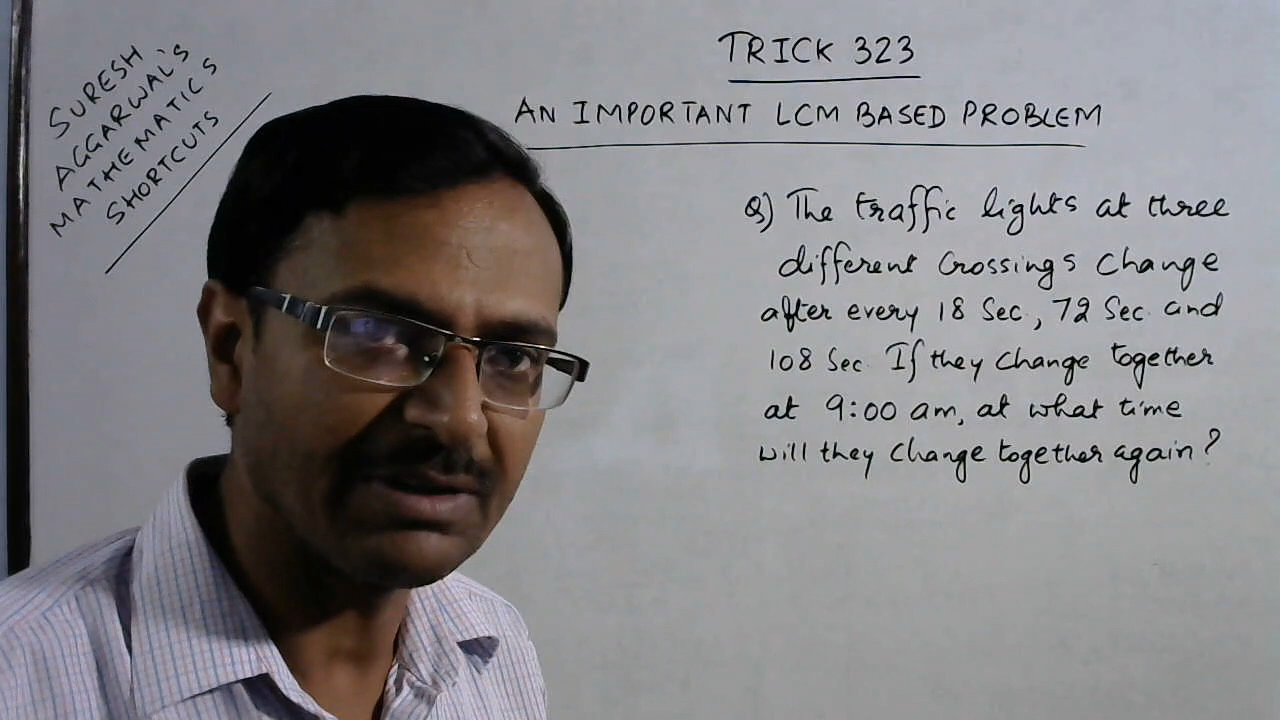 SURESH
AGGARWAL'S
MATHEMATICS
SHORTCUTS
TRICK 323
AN IMPORTANT LCM BASED PROBLEM
Q) The traffic lights at three
different Crossings Change
after every 18 Sec, 72 Sec and
108 Sec. If they Change together
at 9:00 am, at what time
will they Change together again?